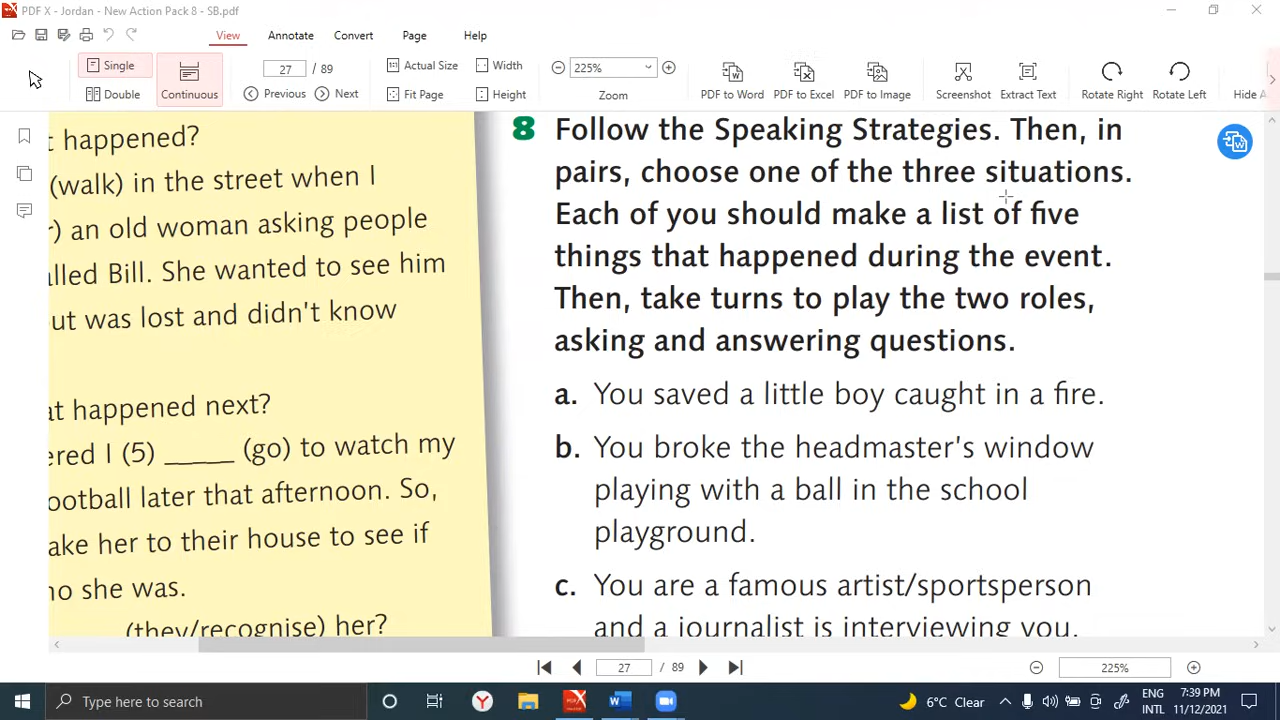 PDF X - Jordan - New Action Pack 8 - SB.pdf
View Annotate Convert Page Help
Single
Double
Continuous
27 / 89
Previous Next
Actual Size
Fit Page
Width
Height
225%
Zoom
PDF to Word
PDF to Excel
PDF to Image
Screenshot
Extract Text
Rotate Right
Rotate Left
Hide A
t happened?
(walk) in the street when I
r) an old woman asking people
alled Bill. She wanted to see him
ut was lost and didn't know
at happened next?
ered I (5) _____ (go) to watch my
ootball later that afternoon. So,
ake her to their house to see if
ho she was.
(they/recognise) her?
8 Follow the Speaking Strategies. Then, in
pairs, choose one of the three situations.
Each of you should make a list of five
things that happened during the event.
Then, take turns to play the two roles,
asking and answering questions.
a. You saved a little boy caught in a fire.
b. You broke the headmaster's window
playing with a ball in the school
playground.
c. You are a famous artist/sportsperson
and a journalist is interviewing you.
27 / 89
225%
Type here to search
6°C Clear
ENG
INTL
7:39 PM
11/12/2021